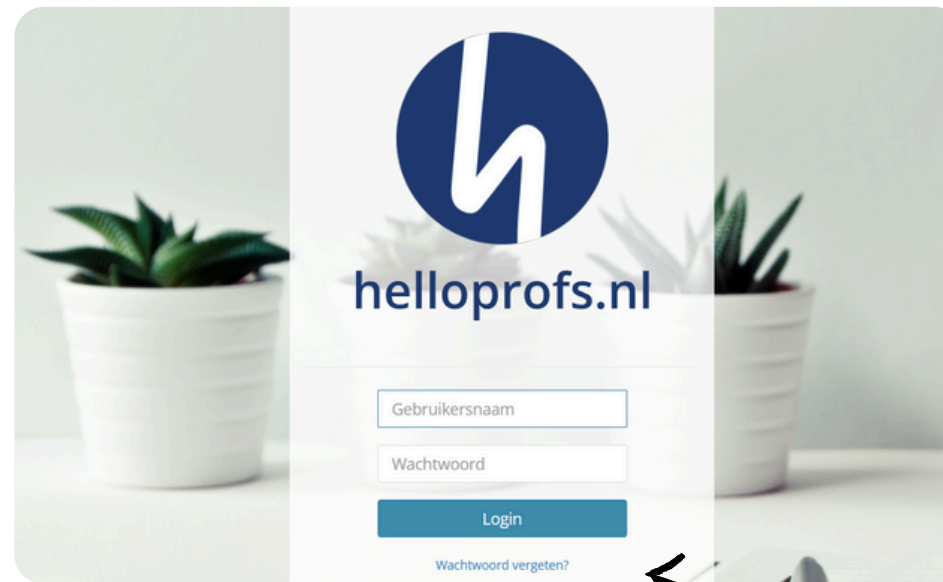 helloprofs.nl
Gebruikersnaam
Wachtwoord
Login
Wachtwoord vergeten?